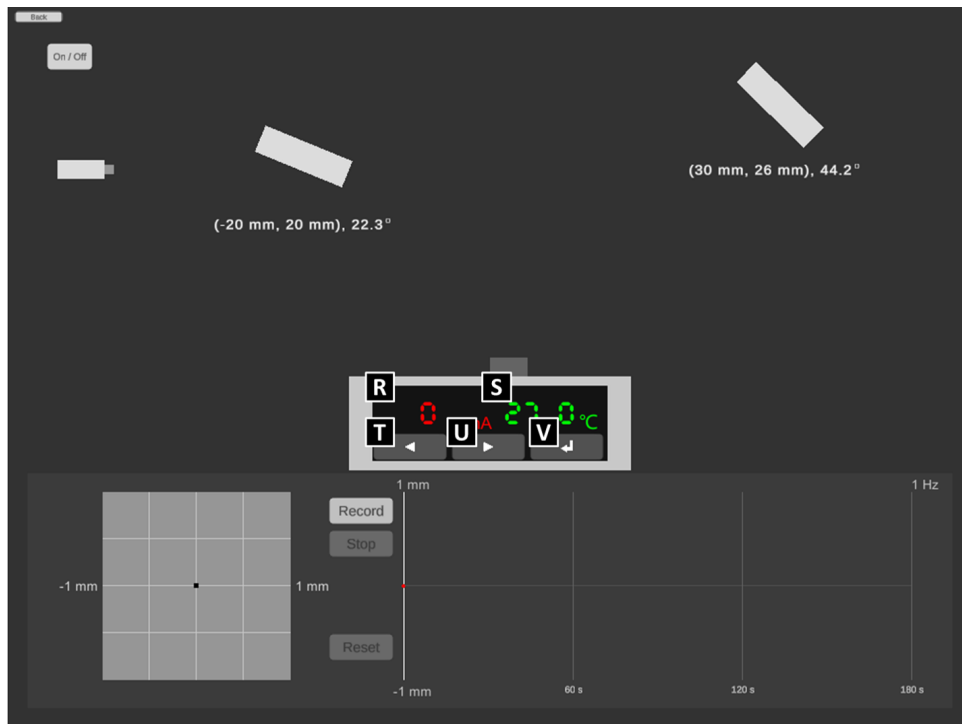 Back
On / Off
(30 mm, 26 mm), 44.2°
(-20 mm, 20 mm), 22.3°
R S
0 mA 27.0 °C
T ◄ U ► V ↵
1 mm 1 Hz
Record
Stop
-1 mm 1 mm
Reset
-1 mm 60 s 120 s 180 s